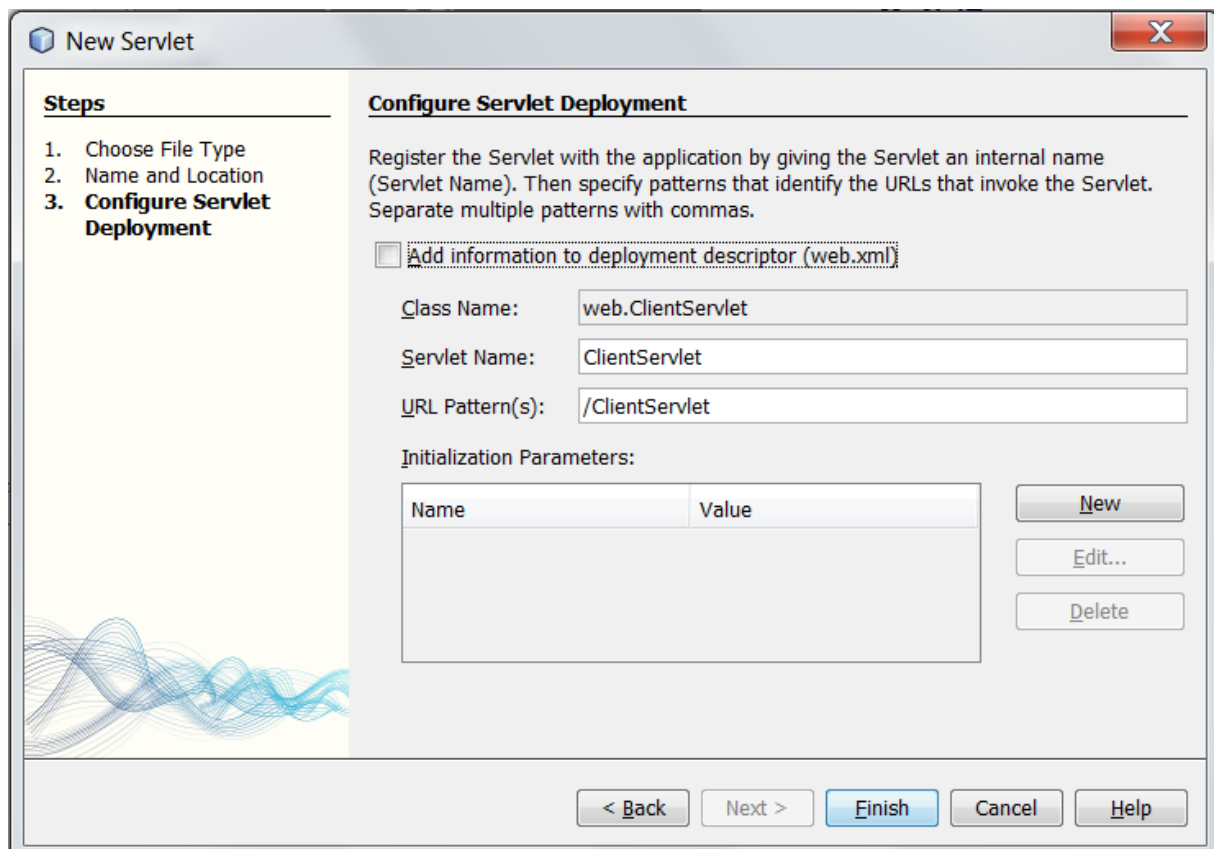 New Servlet
X
Steps
1. Choose File Type
2. Name and Location
3. Configure Servlet
Deployment
Configure Servlet Deployment
Register the Servlet with the application by giving the Servlet an internal name
(Servlet Name). Then specify patterns that identify the URLs that invoke the Servlet.
Separate multiple patterns with commas.
Add information to deployment descriptor (web.xml)
Class Name: web.ClientServlet
Servlet Name: ClientServlet
URL Pattern(s): /ClientServlet
Initialization Parameters:
Name Value
New
Edit...
Delete
< Back Next > Finish Cancel Help